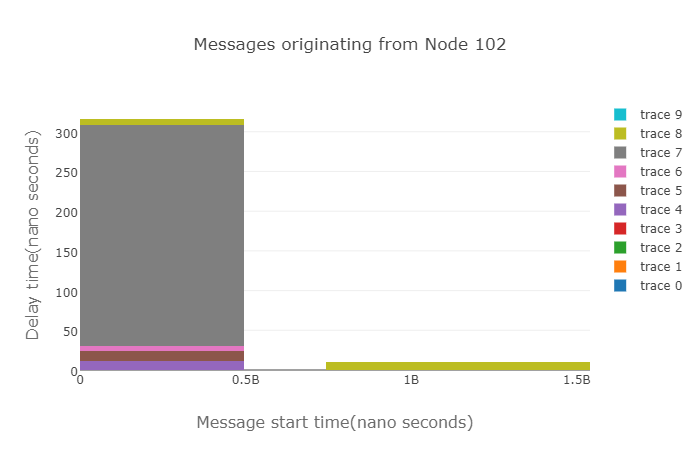 Messages originating from Node 102
trace 9
trace 8
trace 7
trace 6
trace 5
trace 4
trace 3
trace 2
trace 1
trace 0
Delay time(nano seconds)
300
250
200
150
100
50
0
0 0.5B 1B 1.5B
Message start time(nano seconds)